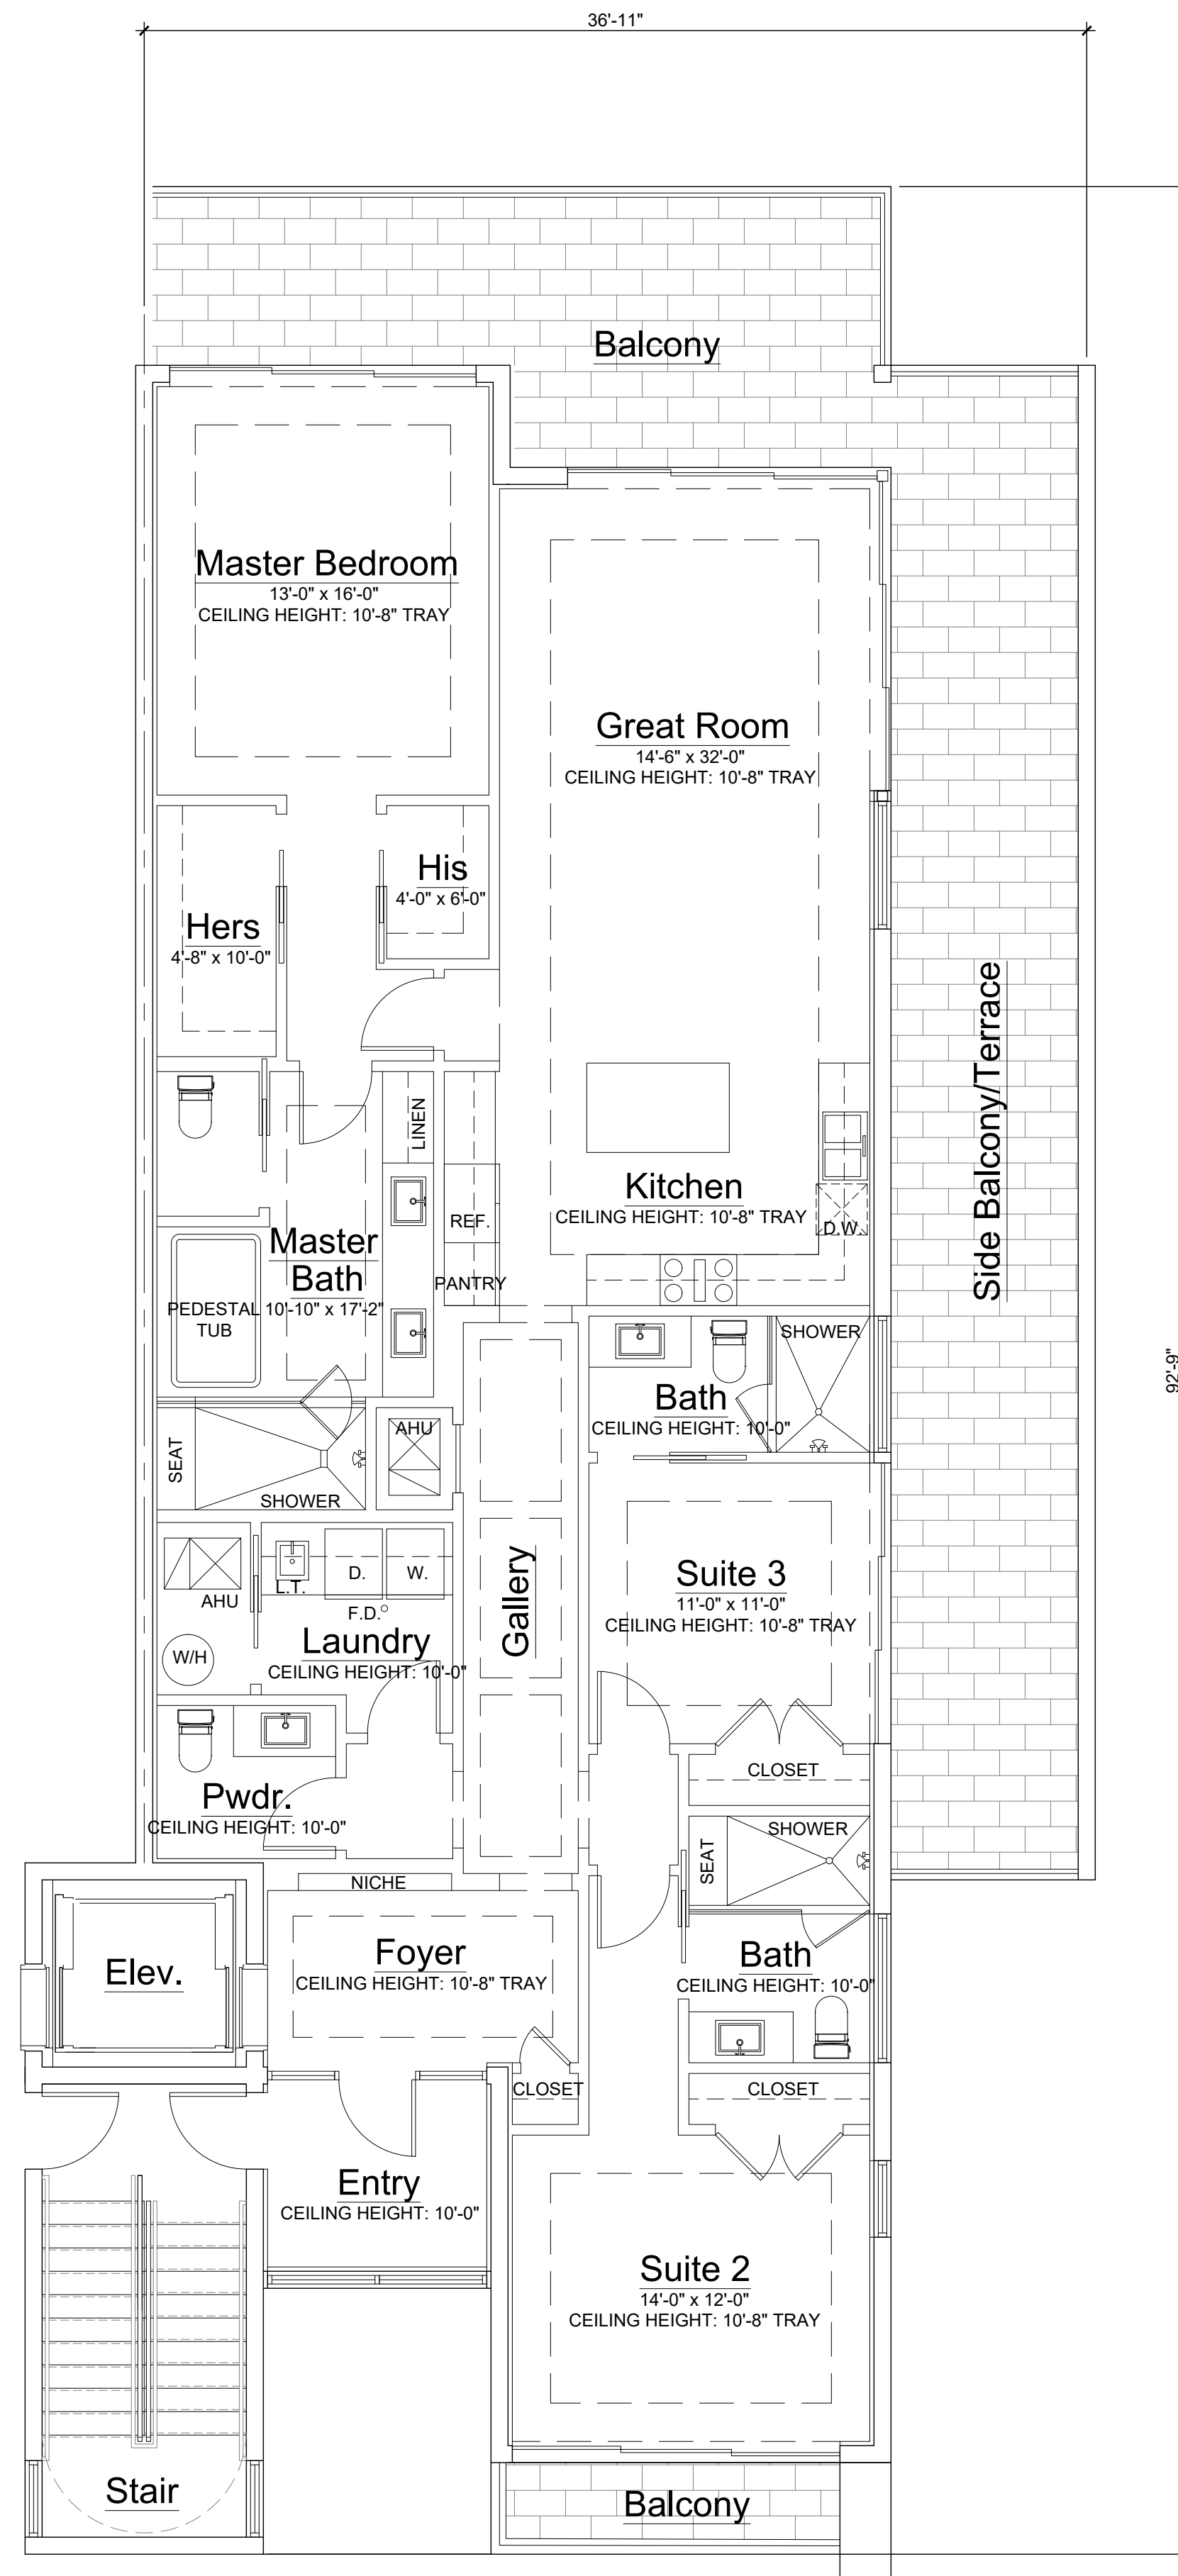 36'-11"
Balcony
Master Bedroom
13'-0" x 16'-0"
CEILING HEIGHT: 10'-8" TRAY
Great Room
14'-6" x 32'-0"
CEILING HEIGHT: 10'-8" TRAY
His
4'-0" x 6'-0"
Hers
4'-8" x 10'-0"
Side Balcony/Terrace
LINEN
Kitchen
CEILING HEIGHT: 10'-8" TRAY
REF.
D.W.
Master
Bath
10'-10" x 17'-2"
PEDESTAL
TUB
PANTRY
92'-9"
SHOWER
Bath
CEILING HEIGHT: 10'-0"
AHU
SEAT
SHOWER
Gallery
Suite 3
11'-0" x 11'-0"
CEILING HEIGHT: 10'-8" TRAY
D.
W.
L.T.
AHU
F.D.
Laundry
CEILING HEIGHT: 10'-0"
W/H
CLOSET
Pwdr.
CEILING HEIGHT: 10'-0"
SHOWER
SEAT
NICHE
Foyer
CEILING HEIGHT: 10'-8" TRAY
Bath
CEILING HEIGHT: 10'-0"
Elev.
CLOSET
CLOSET
Entry
CEILING HEIGHT: 10'-0"
Suite 2
14'-0" x 12'-0"
CEILING HEIGHT: 10'-8" TRAY
Stair
Balcony